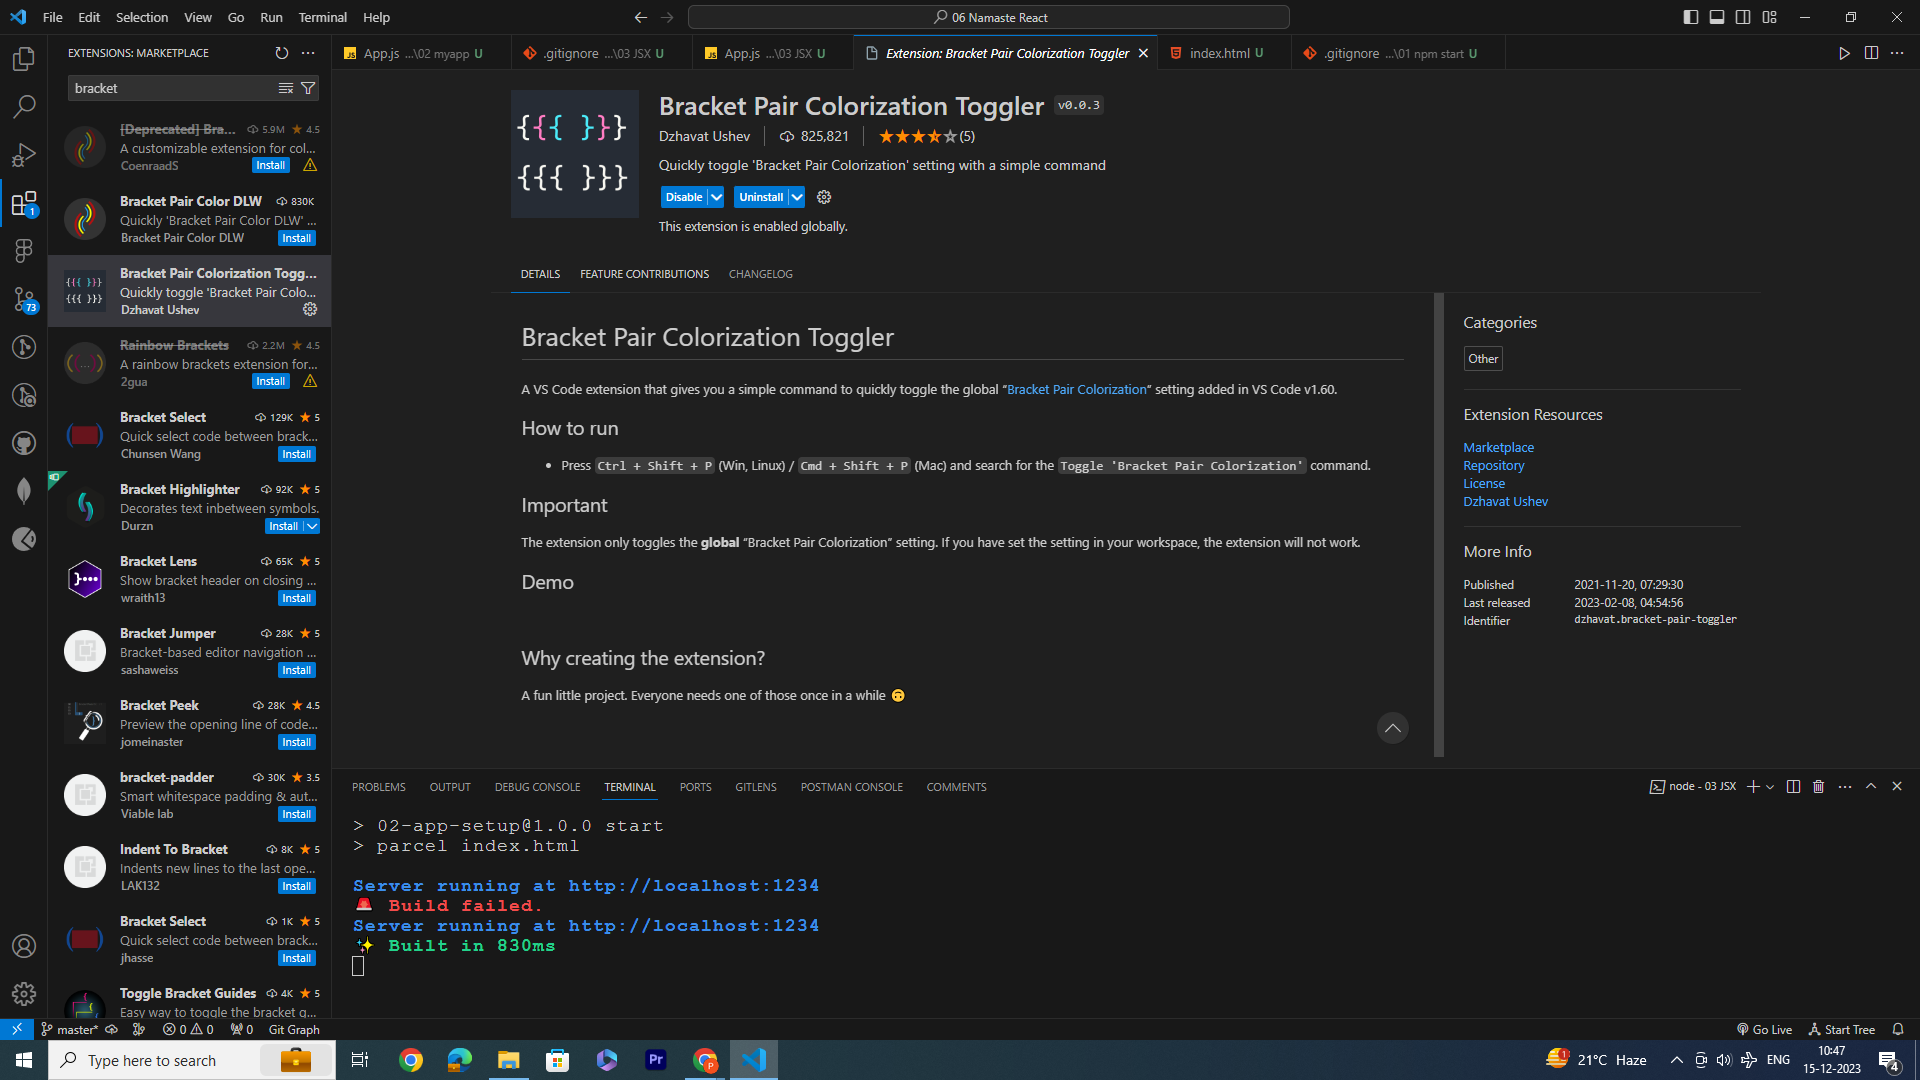 File Edit Selection View Go Run Terminal Help
06 Namaste React
EXTENSIONS: MARKETPLACE
bracket
[Deprecated] Bra... 5.9M 4.5
A customizable extension for col...
CoenraadS Install
Bracket Pair Color DLW 830K
Quickly 'Bracket Pair Color DLW' ...
Bracket Pair Color DLW Install
Bracket Pair Colorization Togg...
Quickly toggle 'Bracket Pair Colo...
Dzhavat Ushev
Rainbow Brackets 2.2M 4.5
A rainbow brackets extension for...
2gua Install
Bracket Select 129K 5
Quick select code between brack...
Chunsen Wang Install
Bracket Highlighter 92K 5
Decorates text inbetween symbols.
Durzn Install
Bracket Lens 65K 5
Show bracket header on closing ...
wraith13 Install
Bracket Jumper 28K 5
Bracket-based editor navigation ...
sashaweiss Install
Bracket Peek 28K 4.5
Preview the opening line of code...
jomeinaster Install
bracket-padder 30K 3.5
Smart whitespace padding & aut...
Viable lab Install
Indent To Bracket 8K 5
Indents new lines to the last ope...
LAK132 Install
Bracket Select 1K 5
Quick select code between brack...
jhasse Install
Toggle Bracket Guides 4K 5
Easy way to toggle the bracket g...
1
73
App.js ...\02 myapp U
.gitignore ...\03 JSX U
App.js ...\03 JSX U
Extension: Bracket Pair Colorization Toggler
index.html U
.gitignore ...\01 npm start U
{{{ }}}
{{{ }}}
Bracket Pair Colorization Toggler v0.0.3
Dzhavat Ushev 825,821 (5)
Quickly toggle 'Bracket Pair Colorization' setting with a simple command
Disable Uninstall
This extension is enabled globally.
DETAILS FEATURE CONTRIBUTIONS CHANGELOG
Bracket Pair Colorization Toggler
A VS Code extension that gives you a simple command to quickly toggle the global “Bracket Pair Colorization” setting added in VS Code v1.60.
How to run
• Press Ctrl + Shift + P (Win, Linux) / Cmd + Shift + P (Mac) and search for the Toggle 'Bracket Pair Colorization' command.
Important
The extension only toggles the global “Bracket Pair Colorization” setting. If you have set the setting in your workspace, the extension will not work.
Demo
Why creating the extension?
A fun little project. Everyone needs one of those once in a while 🙃
Categories
Other
Extension Resources
Marketplace
Repository
License
Dzhavat Ushev
More Info
Published 2021-11-20, 07:29:30
Last released 2023-02-08, 04:54:56
Identifier dzhavat.bracket-pair-toggler
PROBLEMS OUTPUT DEBUG CONSOLE TERMINAL PORTS GITLENS POSTMAN CONSOLE COMMENTS
node - 03 JSX
> 02-app-setup@1.0.0 start
> parcel index.html
Server running at http://localhost:1234
🚨 Build failed.
Server running at http://localhost:1234
✨ Built in 830ms
master* 0 0 0 Git Graph
Go Live Start Tree
Type here to search
Pr
P
1
21°C Haze
ENG
10:47
15-12-2023
4